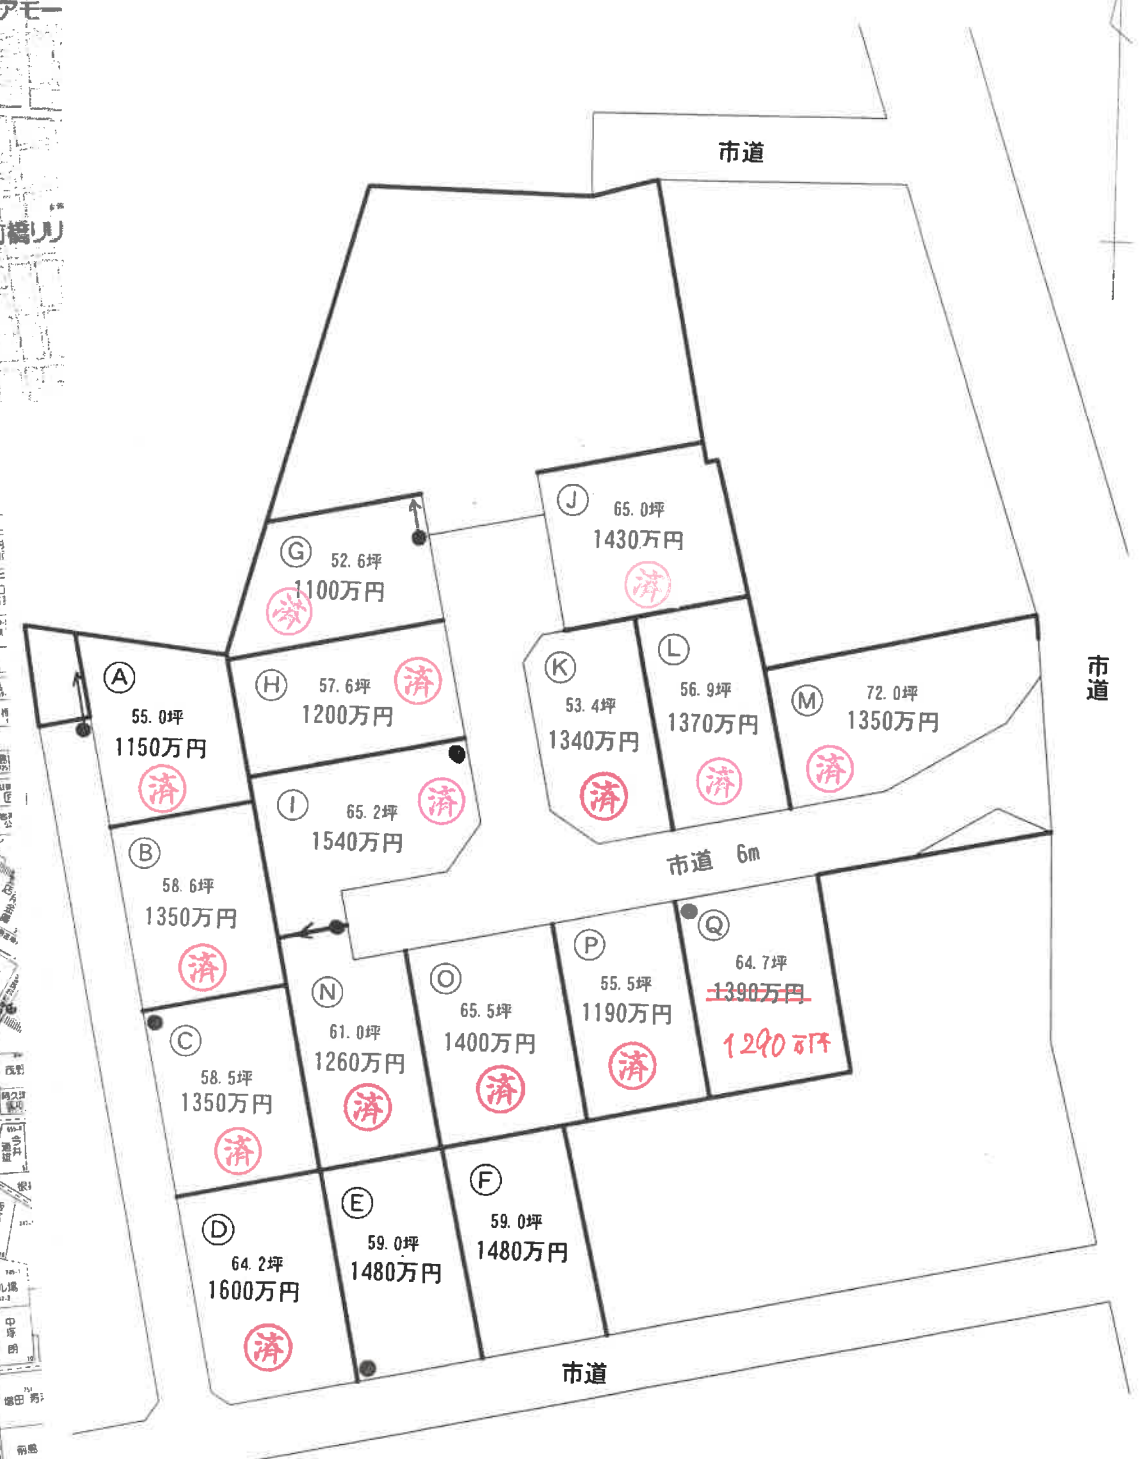 アモー
橋リリ
市道
市道
Ⓙ
65.0坪
1430万円
済
Ⓖ
52.6坪
1100万円
済
Ⓐ
55.0坪
1150万円
済
Ⓗ
57.6坪
1200万円
済
Ⓘ
65.2坪
1540万円
済
Ⓚ
53.4坪
1340万円
済
Ⓛ
56.9坪
1370万円
済
Ⓜ
72.0坪
1350万円
済
市道 6m
Ⓑ
58.6坪
1350万円
済
Ⓒ
58.5坪
1350万円
済
Ⓝ
61.0坪
1260万円
済
Ⓞ
65.5坪
1400万円
済
Ⓟ
55.5坪
1190万円
済
Ⓠ
64.7坪
1390万円
1290万円
Ⓓ
64.2坪
1600万円
済
Ⓔ
59.0坪
1480万円
Ⓕ
59.0坪
1480万円
市道